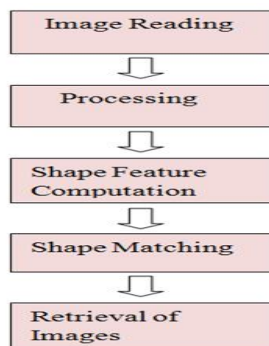 Image Reading
Processing
Shape Feature
Computation
Shape Matching
Retrieval of
Images